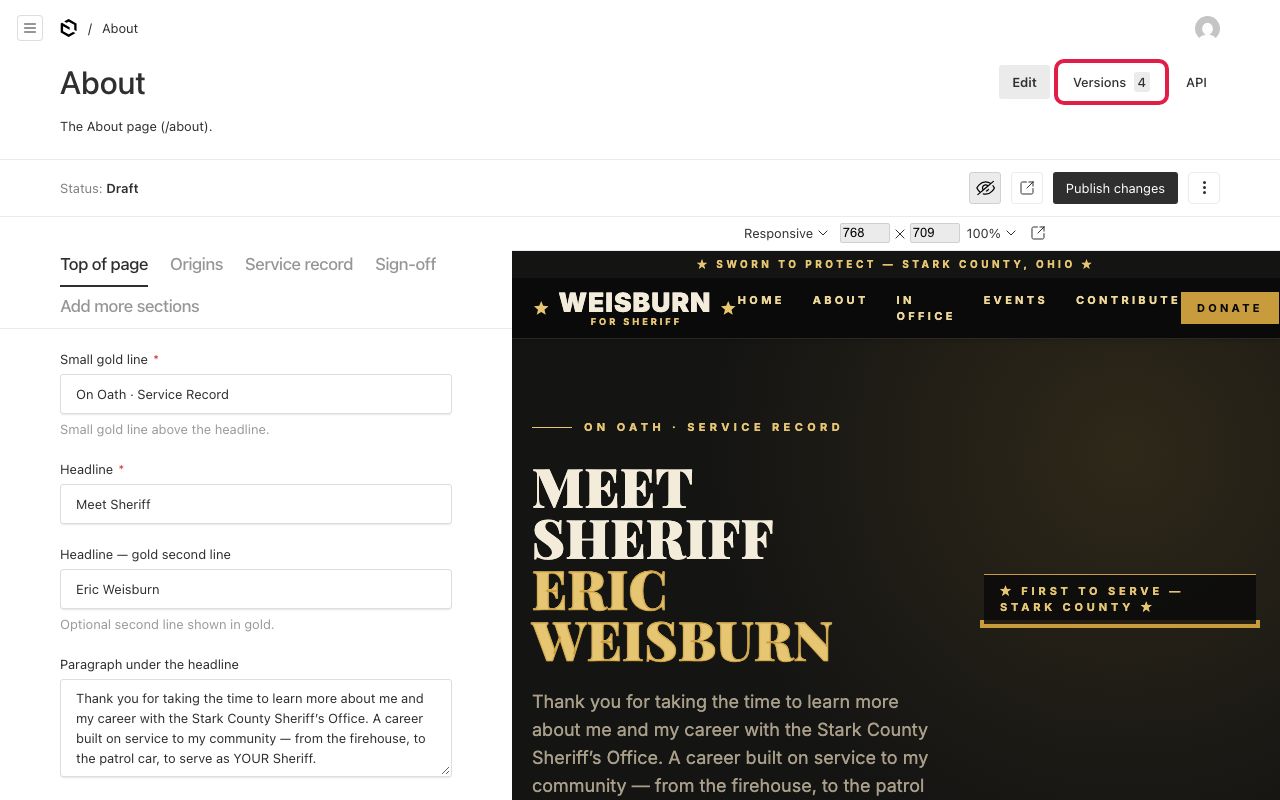 / About
About
Edit
Versions 4
API
The About page (/about).
Status: Draft
Publish changes
Responsive
768
709
100%
Top of page
Origins
Service record
Sign-off
Add more sections
Small gold line *
On Oath · Service Record
Small gold line above the headline.
Headline *
Meet Sheriff
Headline — gold second line
Eric Weisburn
Optional second line shown in gold.
Paragraph under the headline
Thank you for taking the time to learn more about me and
my career with the Stark County Sheriff’s Office. A career
built on service to my community — from the firehouse, to
the patrol car, to serve as YOUR Sheriff.
★ SWORN TO PROTECT — STARK COUNTY, OHIO ★
★ WEISBURN ★
FOR SHERIFF
HOME
ABOUT
IN
OFFICE
EVENTS
CONTRIBUTE
DONATE
ON OATH · SERVICE RECORD
MEET
SHERIFF
ERIC
WEISBURN
★ FIRST TO SERVE —
STARK COUNTY ★
Thank you for taking the time to learn more
about me and my career with the Stark County
Sheriff’s Office. A career built on service to my
community — from the firehouse, to the patrol